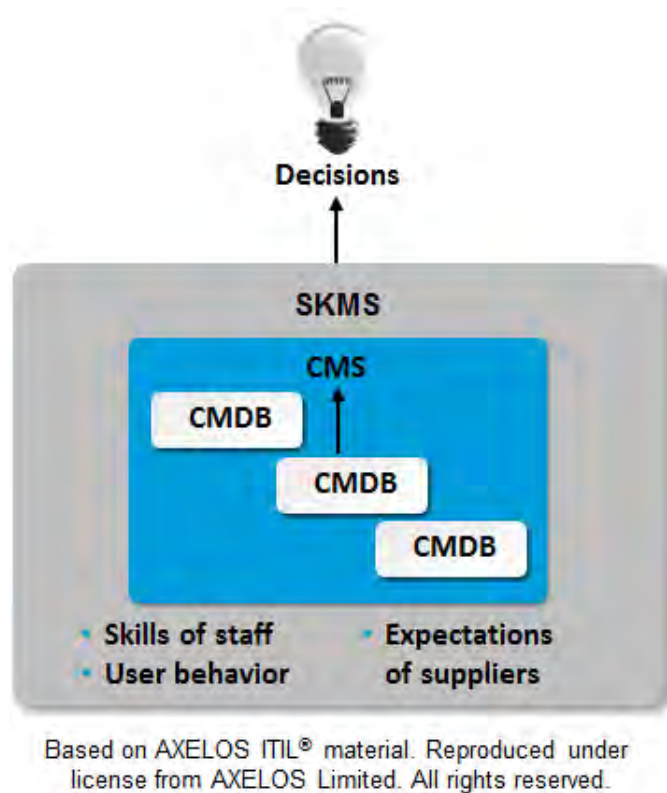 Decisions
SKMS
CMS
CMDB
CMDB
CMDB
• Skills of staff
• User behavior
• Expectations
of suppliers
Based on AXELOS ITIL® material. Reproduced under
license from AXELOS Limited. All rights reserved.